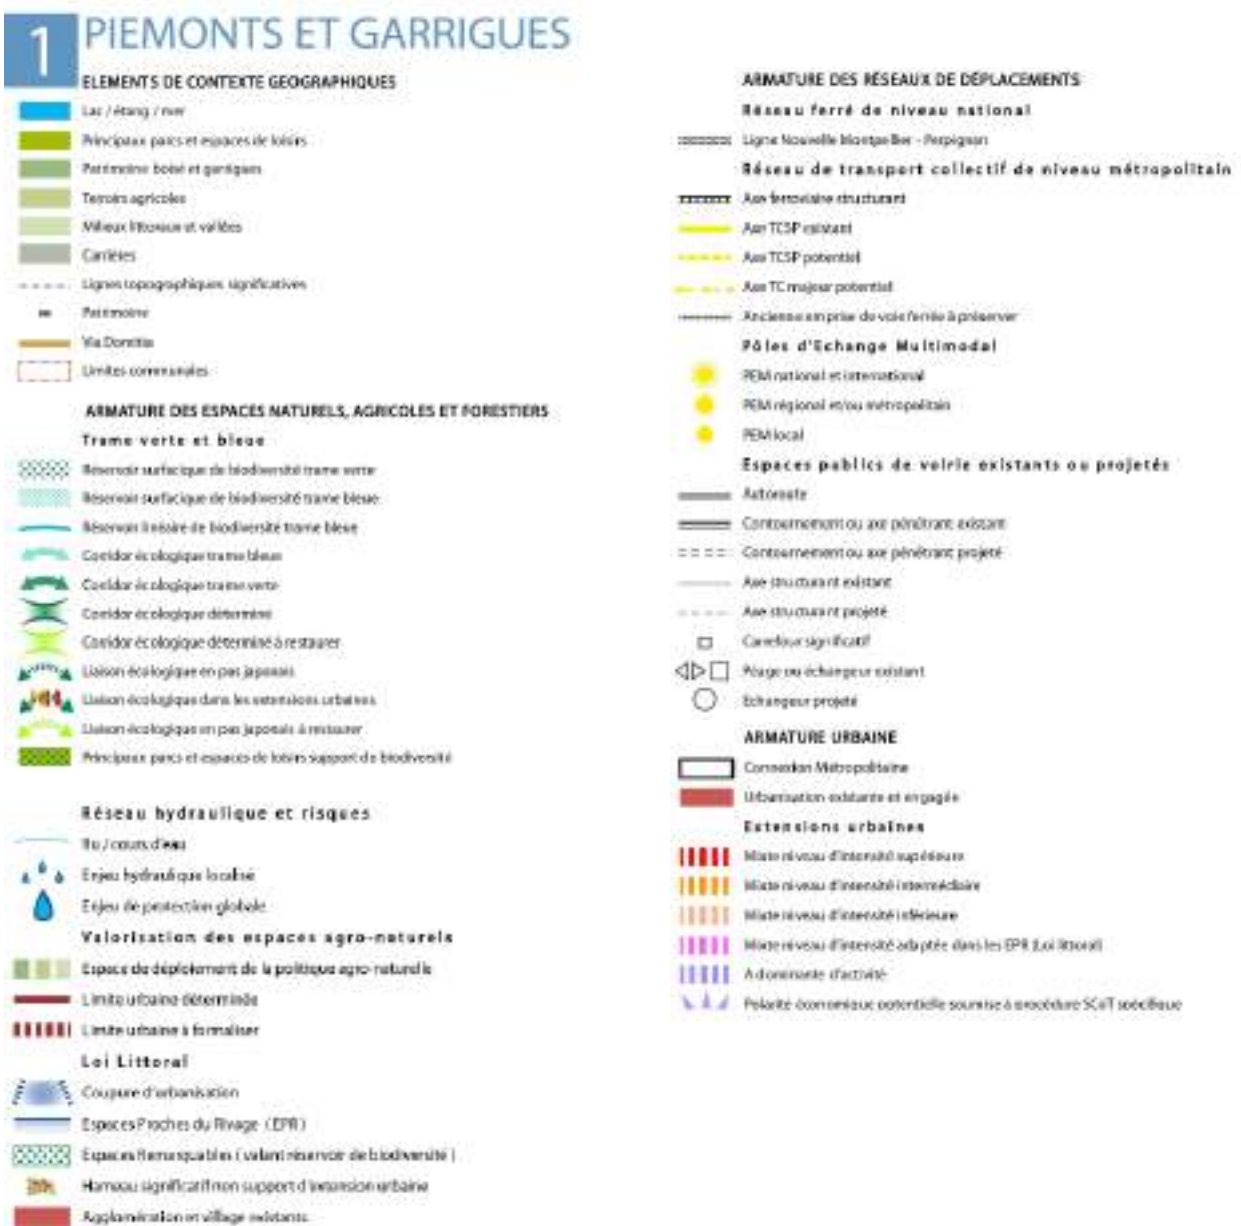 1
PIEMONTS ET GARRIGUES
ELEMENTS DE CONTEXTE GEOGRAPHIQUES
Lac / étang / mer
Principaux parcs et espaces de loisirs
Patrimoine boisé et garrigues
Terroirs agricoles
Milieux littoraux et vallées
Carrières
Lignes topographiques significatives
Patrimoine
Via Domitia
Limites communales
ARMATURE DES ESPACES NATURELS, AGRICOLES ET FORESTIERS
Trame verte et bleue
Réservoir surfacique de biodiversité trame verte
Réservoir surfacique de biodiversité trame bleue
Réservoir linéaire de biodiversité trame bleue
Corridor écologique trame bleue
Corridor écologique trame verte
Corridor écologique déterminé
Corridor écologique déterminé à restaurer
Liaison écologique en pas japonais
Liaison écologique dans les extensions urbaines
Liaison écologique en pas japonais à restaurer
Principaux parcs et espaces de loisirs support de biodiversité
Réseau hydraulique et risques
Ru / cours d'eau
Enjeu hydraulique localisé
Enjeu de protection globale
Valorisation des espaces agro-naturels
Espace de déploiement de la politique agro-naturelle
Limite urbaine déterminée
Limite urbaine à formaliser
Loi Littoral
Coupure d'urbanisation
Espaces Proches du Rivage (EPR)
Espaces Remarquables ( valant réservoir de biodiversité )
Hameau significatif non support d'extension urbaine
Agglomération et village existants
ARMATURE DES RÉSEAUX DE DÉPLACEMENTS
Réseau ferré de niveau national
Ligne Nouvelle Montpellier - Perpignan
Réseau de transport collectif de niveau métropolitain
Axe ferroviaire structurant
Axe TCSP existant
Axe TCSP potentiel
Axe TC majeur potentiel
Ancienne emprise de voie ferrée à préserver
Pôles d'Echange Multimodal
PEM national et international
PEM régional et/ou métropolitain
PEM local
Espaces publics de voirie existants ou projetés
Autoroute
Contournement ou axe pénétrant existant
Contournement ou axe pénétrant projeté
Axe structurant existant
Axe structurant projeté
Carrefour significatif
Péage ou échangeur existant
Echangeur projeté
ARMATURE URBAINE
Connexion Métropolitaine
Urbanisation existante et engagée
Extensions urbaines
Mixte niveau d'intensité supérieure
Mixte niveau d'intensité intermédiaire
Mixte niveau d'intensité inférieure
Mixte niveau d'intensité adaptée dans les EPR (Loi littoral)
A dominante d'activité
Polarité économique potentielle soumise à procédure SCoT spécifique